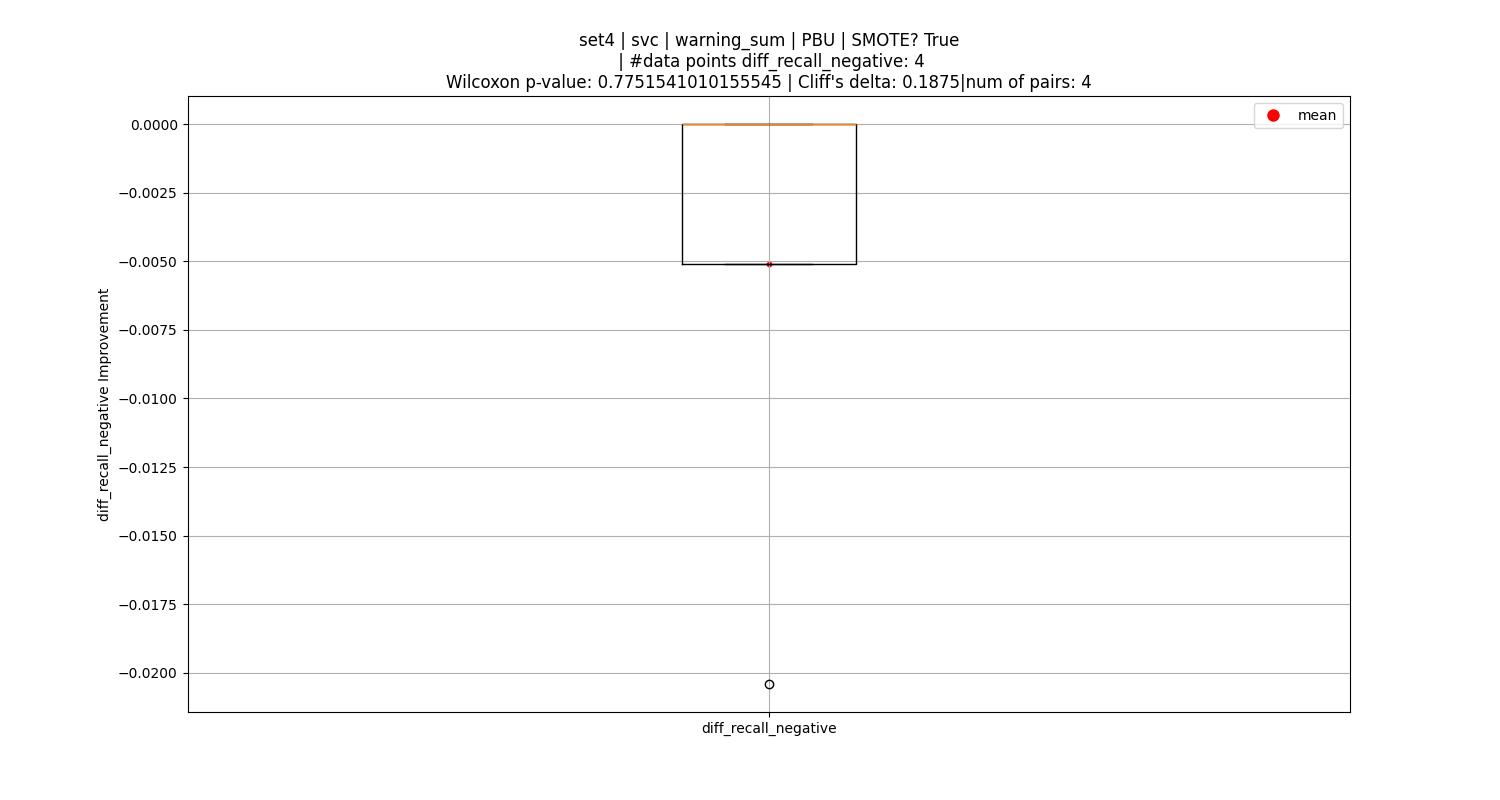 set4 | svc | warning_sum | PBU | SMOTE? True
| #data points diff_recall_negative: 4
Wilcoxon p-value: 0.7751541010155545 | Cliff's delta: 0.1875|num of pairs: 4
mean
0.0000
−0.0025
−0.0050
−0.0075
−0.0100
−0.0125
−0.0150
−0.0175
−0.0200
diff_recall_negative Improvement
diff_recall_negative